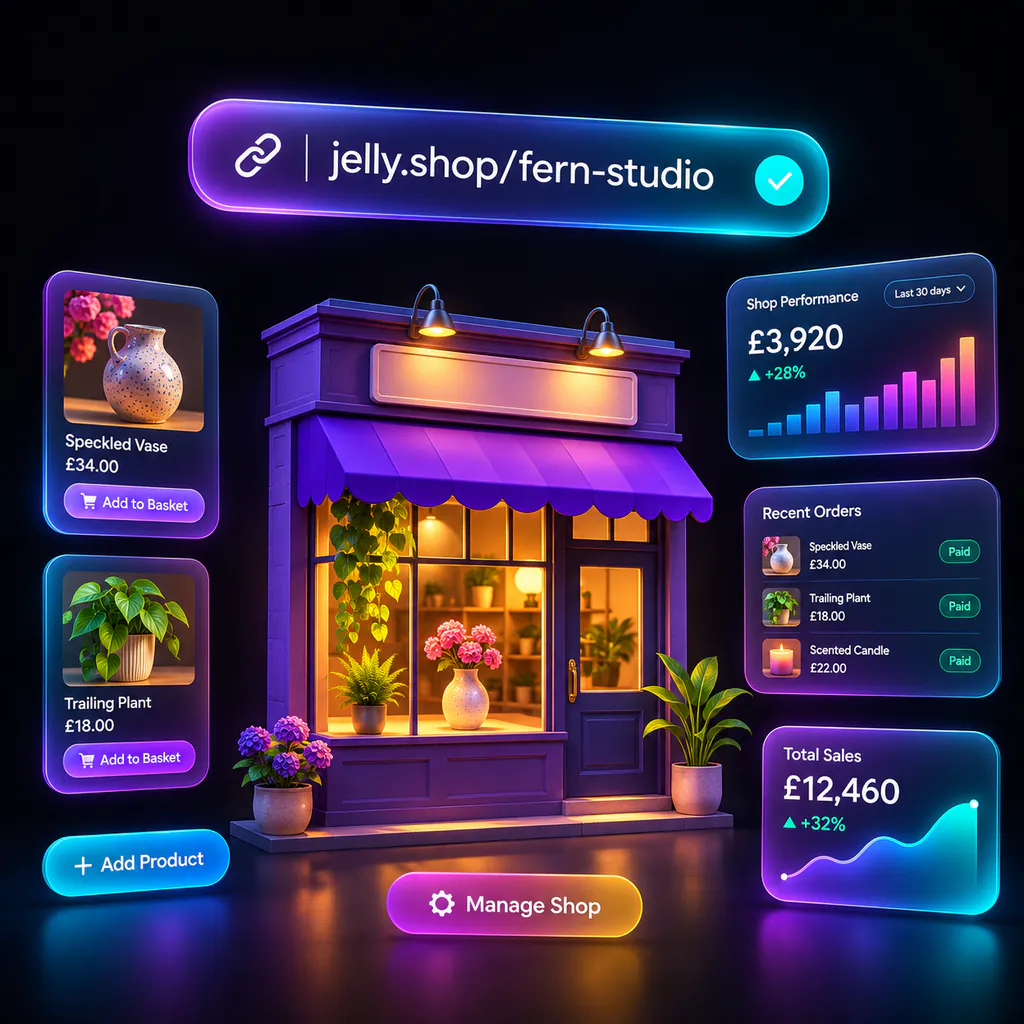 jelly.shop/fern-studio
Speckled Vase
£34.00
Add to Basket
Trailing Plant
£18.00
Add to Basket
+ Add Product
Manage Shop
Shop Performance
Last 30 days
£3,920
▲ +28%
Recent Orders
Speckled Vase
£34.00
Paid
Trailing Plant
£18.00
Paid
Scented Candle
£22.00
Paid
Total Sales
£12,460
▲ +32%